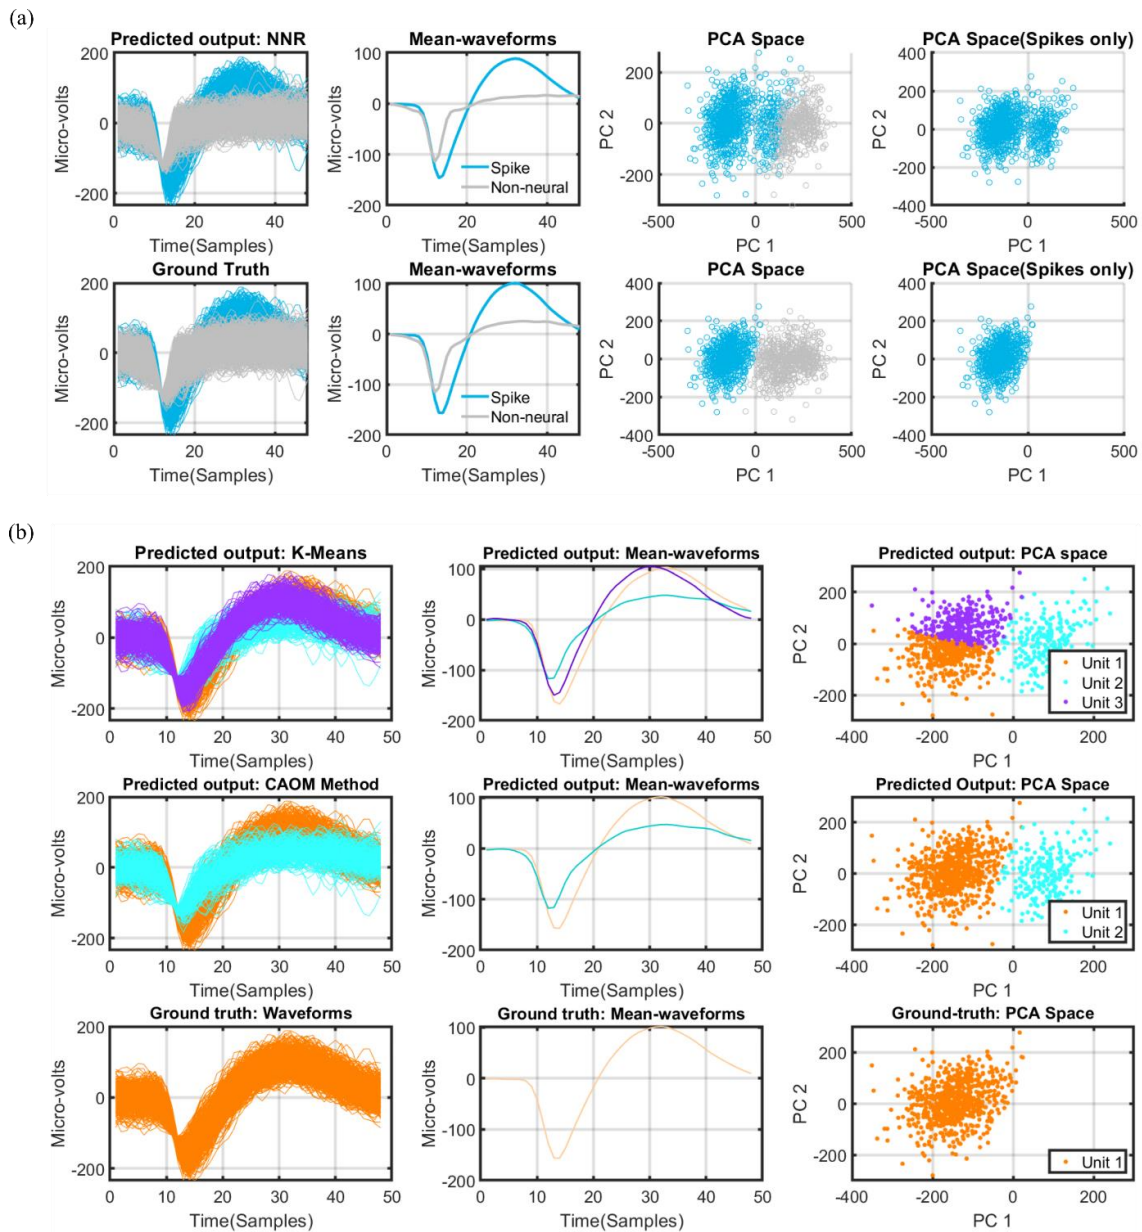 (a)
Predicted output: NNR
Mean-waveforms
PCA Space
PCA Space(Spikes only)
200
0
-200
Micro-volts
0
20
40
Time(Samples)
100
0
-100
-200
Micro-volts
Spike
Non-neural
0
20
40
Time(Samples)
200
0
-200
PC 2
-500
0
500
PC 1
400
200
0
-200
-400
PC 2
-500
0
500
PC 1
Ground Truth
Mean-waveforms
PCA Space
PCA Space(Spikes only)
200
0
-200
Micro-volts
0
20
40
Time(Samples)
100
0
-100
-200
Micro-volts
Spike
Non-neural
0
20
40
Time(Samples)
400
200
0
-200
-400
PC 2
-500
0
500
PC 1
400
200
0
-200
-400
PC 2
-500
0
500
PC 1
(b)
Predicted output: K-Means
Predicted output: Mean-waveforms
Predicted output: PCA space
200
0
-200
Micro-volts
0
10
20
30
40
50
Time(Samples)
100
0
-100
-200
Micro-volts
0
10
20
30
40
50
Time(Samples)
300
200
100
0
-100
-200
-300
PC 2
Unit 1
Unit 2
Unit 3
-400
-200
0
200
PC 1
Predicted output: CAOM Method
Predicted output: Mean-waveforms
Predicted Output: PCA Space
200
0
-200
Micro-volts
0
10
20
30
40
50
Time(Samples)
100
0
-100
-200
Micro-volts
0
10
20
30
40
50
Time(Samples)
300
200
100
0
-100
-200
-300
PC 2
Unit 1
Unit 2
-400
-200
0
200
PC 1
Ground truth: Waveforms
Ground truth: Mean-waveforms
Ground-truth: PCA Space
200
0
-200
Micro-volts
0
10
20
30
40
50
Time(Samples)
100
0
-100
-200
Micro-volts
0
10
20
30
40
50
Time(Samples)
300
200
100
0
-100
-200
-300
PC 2
Unit 1
-400
-200
0
200
PC 1